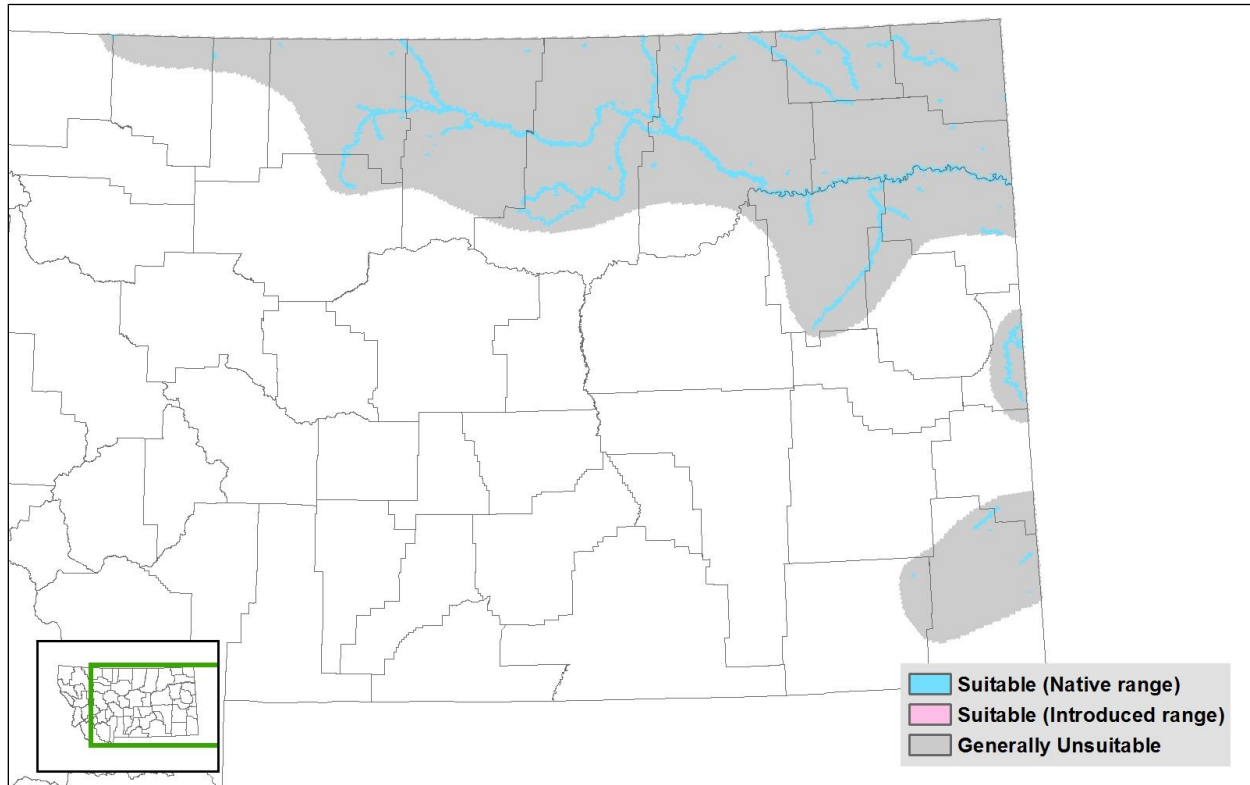 Suitable (Native range)
Suitable (Introduced range)
Generally Unsuitable